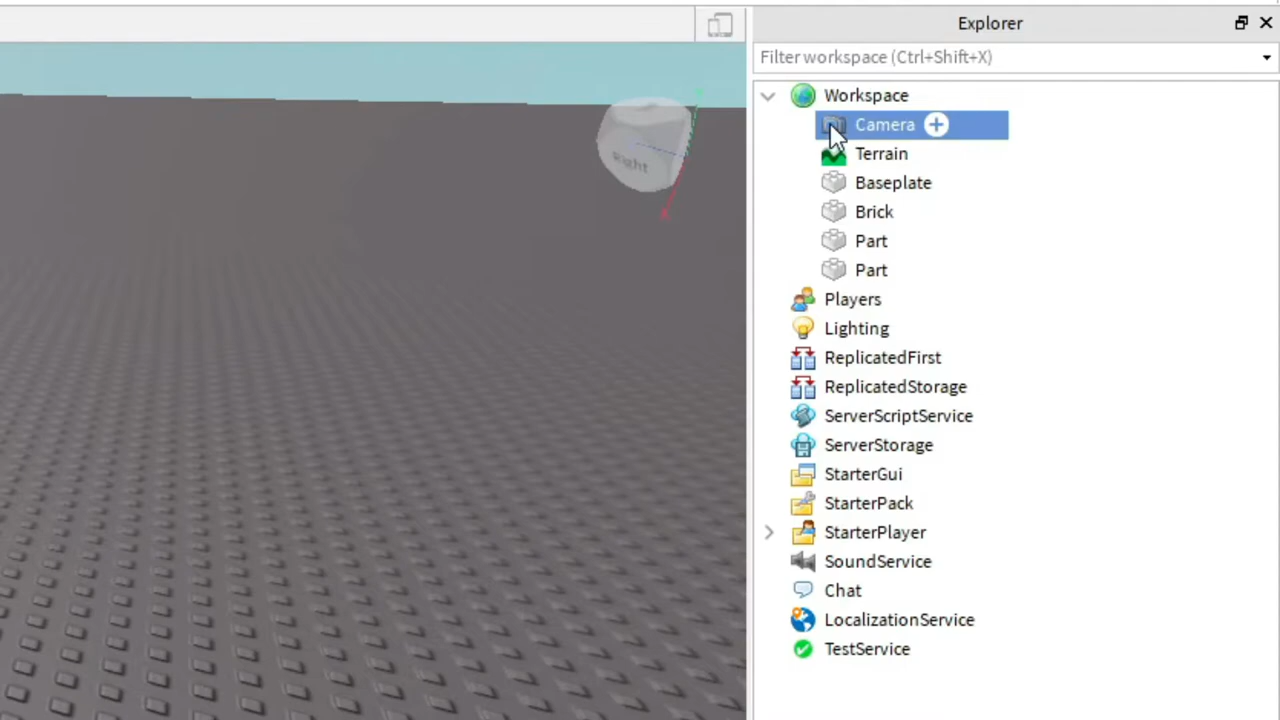 Explorer
Filter workspace (Ctrl+Shift+X)
Workspace
Camera
Terrain
Baseplate
Brick
Part
Part
Players
Lighting
ReplicatedFirst
ReplicatedStorage
ServerScriptService
ServerStorage
StarterGui
StarterPack
StarterPlayer
SoundService
Chat
LocalizationService
TestService
Right
X